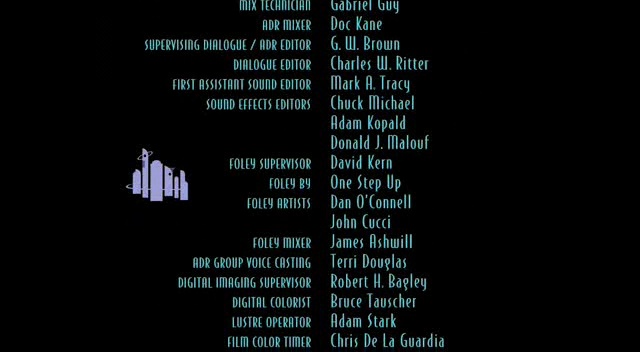 MIX TECHNICIAN Gabriel Guy
ADR MIXER Doc Kane
SUPERVISING DIALOGUE / ADR EDITOR G. W. Brown
DIALOGUE EDITOR Charles W. Ritter
FIRST ASSISTANT SOUND EDITOR Mark A. Tracy
SOUND EFFECTS EDITORS Chuck Michael
Adam Kopald
Donald J. Malouf
FOLEY SUPERVISOR David Kern
FOLEY BY One Step Up
FOLEY ARTISTS Dan O'Connell
John Cucci
FOLEY MIXER James Ashwill
ADR GROUP VOICE CASTING Terri Douglas
DIGITAL IMAGING SUPERVISOR Robert H. Bagley
DIGITAL COLORIST Bruce Tauscher
LUSTRE OPERATOR Adam Stark
FILM COLOR TIMER Chris De La Guardia